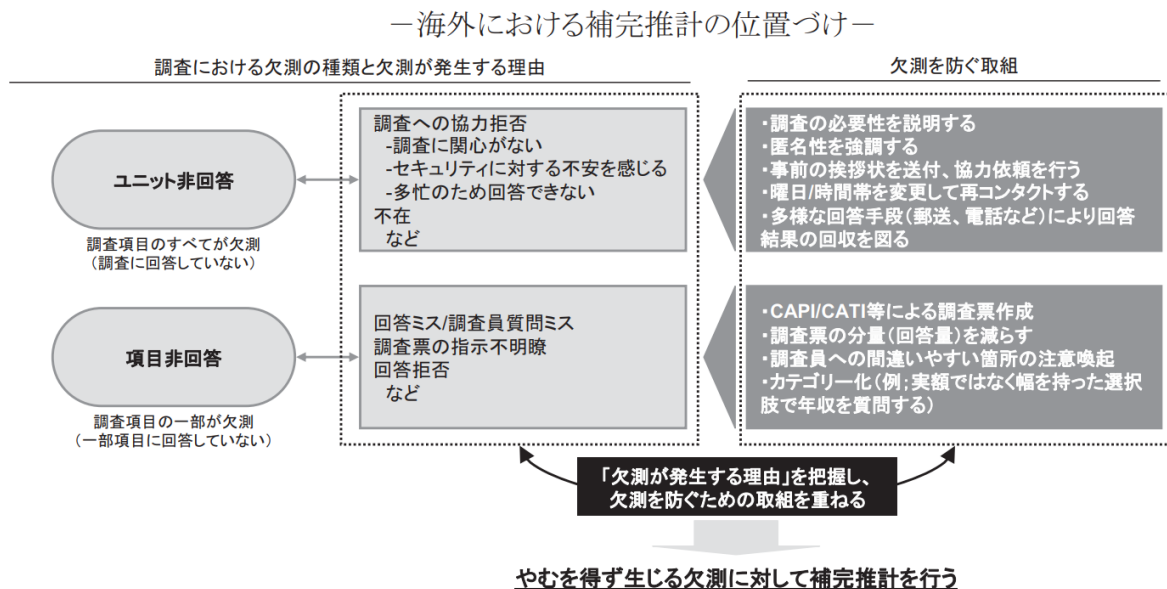 －海外における補完推計の位置づけ－
調査における欠測の種類と欠測が発生する理由
欠測を防ぐ取組
ユニット非回答
調査項目のすべてが欠測
（調査に回答していない）
調査への協力拒否
-調査に関心がない
-セキュリティに対する不安を感じる
-多忙のため回答できない
不在
など
・調査の必要性を説明する
・匿名性を強調する
・事前の挨拶状を送付、協力依頼を行う
・曜日/時間帯を変更して再コンタクトする
・多様な回答手段（郵送、電話など）により回答
結果の回収を図る
項目非回答
調査項目の一部が欠測
（一部項目に回答していない）
回答ミス/調査員質問ミス
調査票の指示不明瞭
回答拒否
など
・CAPI/CATI等による調査票作成
・調査票の分量（回答量）を減らす
・調査員への間違いやすい箇所の注意喚起
・カテゴリー化（例；実額ではなく幅を持った選択
肢で年収を質問する）
「欠測が発生する理由」を把握し、
欠測を防ぐための取組を重ねる
やむを得ず生じる欠測に対して補完推計を行う